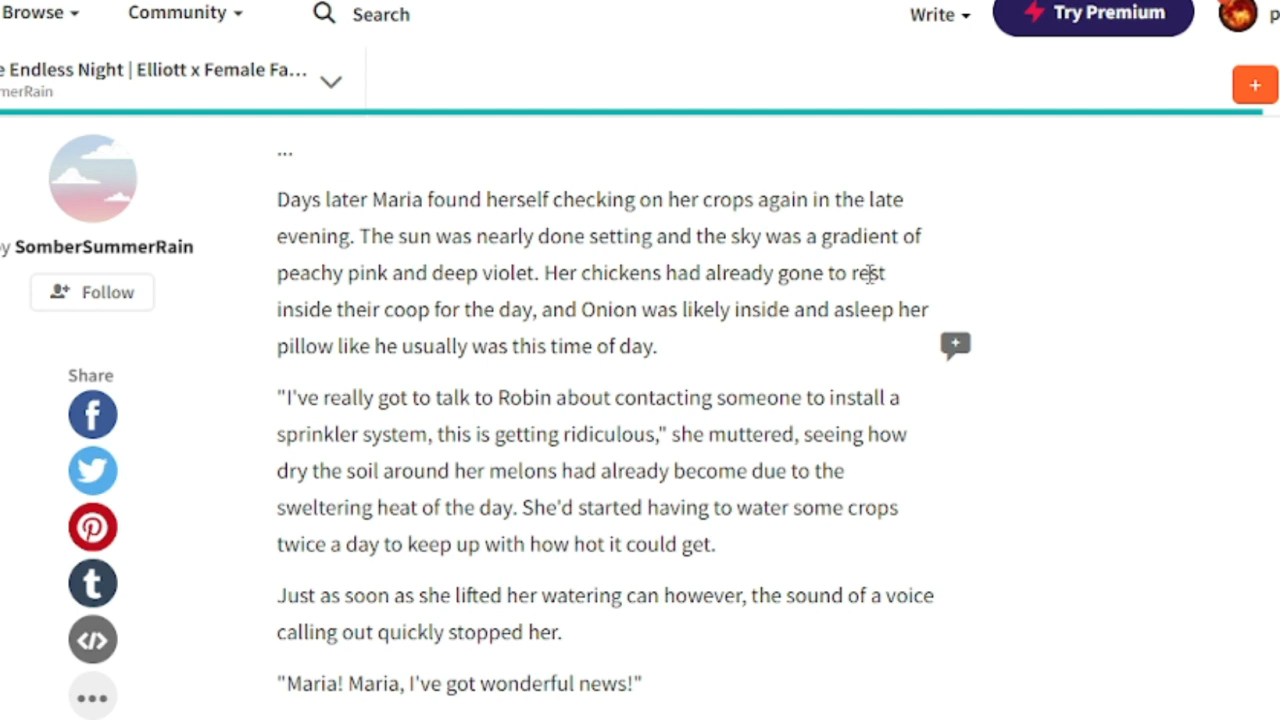 Browse Community Search Write Try Premium p
e Endless Night | Elliott x Female Fa...
merRain
+
...
Days later Maria found herself checking on her crops again in the late
evening. The sun was nearly done setting and the sky was a gradient of
peachy pink and deep violet. Her chickens had already gone to rest
inside their coop for the day, and Onion was likely inside and asleep her
pillow like he usually was this time of day.
y SomberSummerRain
Follow
Share
"I've really got to talk to Robin about contacting someone to install a
sprinkler system, this is getting ridiculous," she muttered, seeing how
dry the soil around her melons had already become due to the
sweltering heat of the day. She'd started having to water some crops
twice a day to keep up with how hot it could get.
Just as soon as she lifted her watering can however, the sound of a voice
calling out quickly stopped her.
"Maria! Maria, I've got wonderful news!"